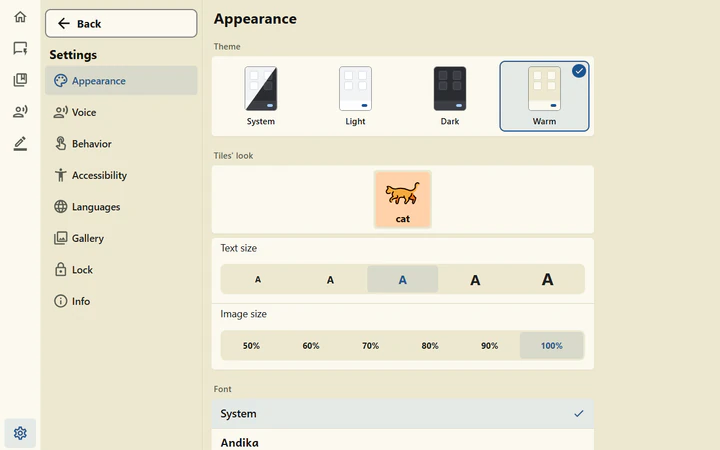 Back
Settings
Appearance
Voice
Behavior
Accessibility
Languages
Gallery
Lock
Info
Appearance
Theme
System
Light
Dark
Warm
Tiles' look
cat
Text size
A A A A A
Image size
50% 60% 70% 80% 90% 100%
Font
System
Andika